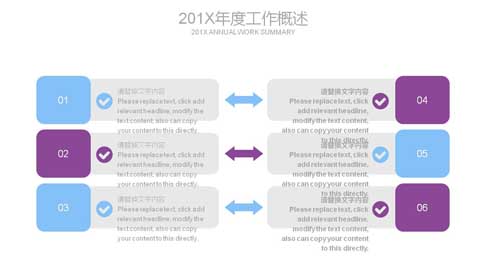 201X年度工作概述
201X ANNUAL WORK SUMMARY
01
请替换文字内容
Please replace text, click add
relevant headline, modify the
text content, also can copy
your content to this directly.
02
请替换文字内容
Please replace text, click add
relevant headline, modify the
text content, also can copy
your content to this directly.
03
请替换文字内容
Please replace text, click add
relevant headline, modify the
text content, also can copy
your content to this directly.
04
请替换文字内容
Please replace text, click
add relevant headline,
modify the text content,
also can copy your content
to this directly.
05
请替换文字内容
Please replace text, click
add relevant headline,
modify the text content,
also can copy your content
to this directly.
06
请替换文字内容
Please replace text, click
add relevant headline,
modify the text content,
also can copy your content
to this directly.